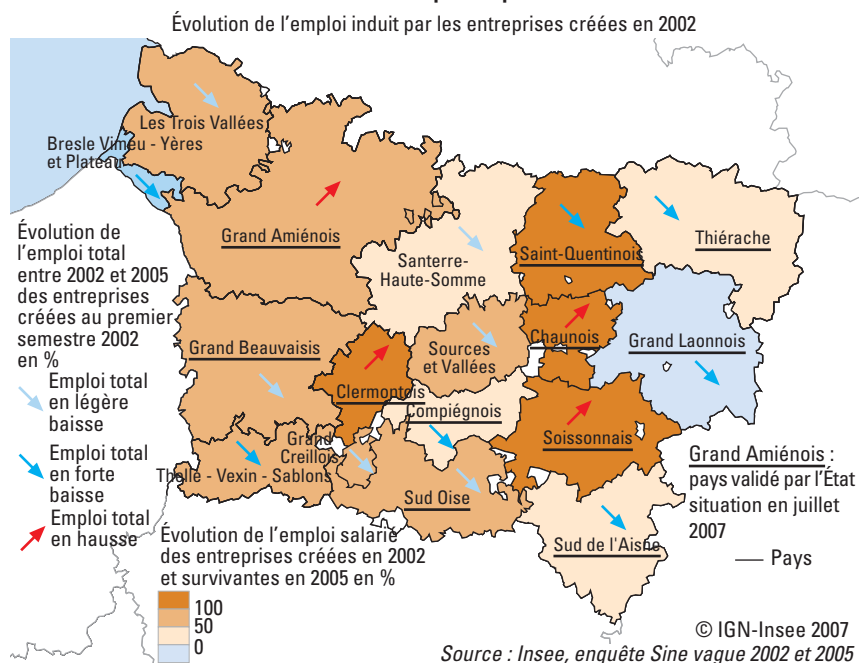 Évolution de l'emploi induit par les entreprises créées en 2002
Les Trois Vallées
Bresle Vimeu - Yères
et Plateau
Grand Amiénois
Santerre-
Haute-Somme
Saint-Quentinois
Thiérache
Évolution de
l'emploi total
entre 2002 et 2005
des entreprises
créées au premier
semestre 2002
en %
Emploi total
en légère
baisse
Emploi total
en forte
baisse
Emploi total
en hausse
Grand Beauvaisis
Clermontois
Sources
et Vallées
Chaunois
Grand Laonnois
Compiégnois
Soissonnais
Grand
Creillois
Thelle - Vexin - Sablons
Sud Oise
Sud de l'Aisne
Grand Amiénois :
pays validé par l'État
situation en juillet
2007
Pays
Évolution de l'emploi salarié
des entreprises créées en 2002
et survivantes en 2005 en %
100
50
0
© IGN-Insee 2007
Source : Insee, enquête Sine vague 2002 et 2005